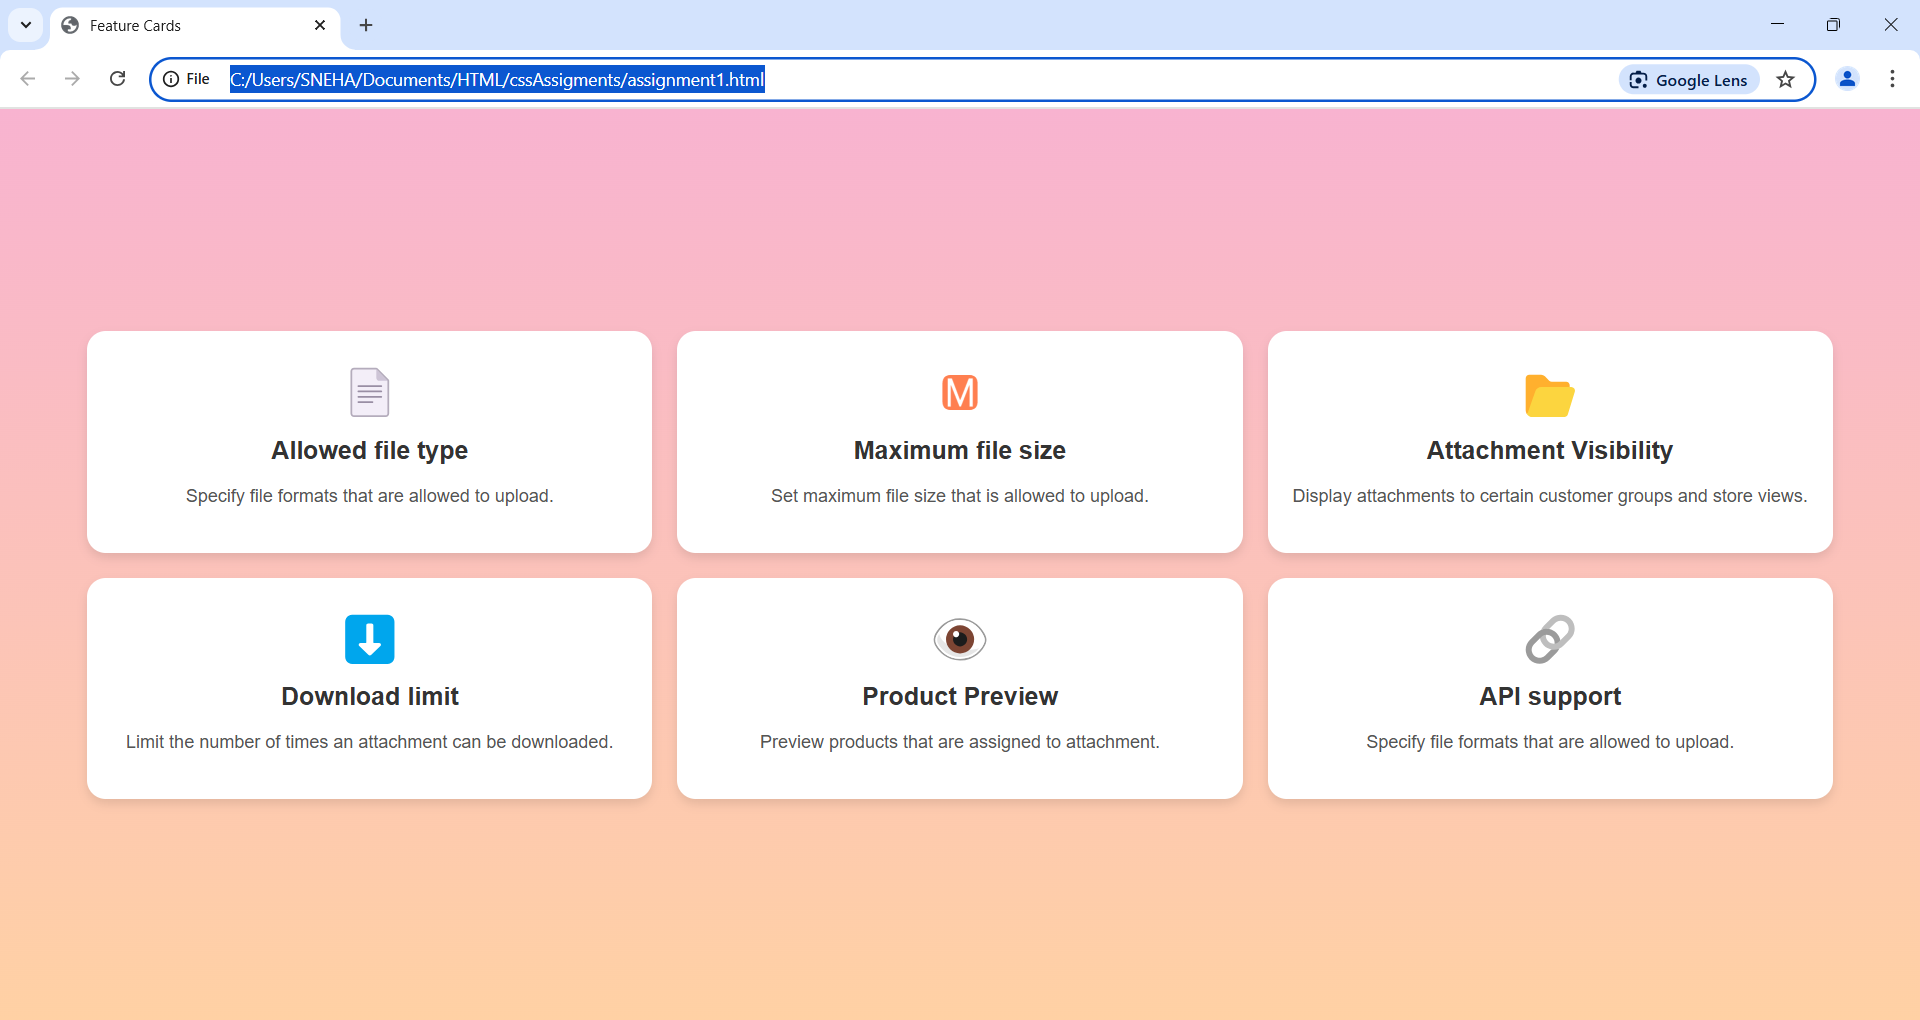 Feature Cards
File C:/Users/SNEHA/Documents/HTML/cssAssigments/assignment1.html Google Lens
M
Allowed file type
Specify file formats that are allowed to upload.
Maximum file size
Set maximum file size that is allowed to upload.
Attachment Visibility
Display attachments to certain customer groups and store views.
Download limit
Limit the number of times an attachment can be downloaded.
Product Preview
Preview products that are assigned to attachment.
API support
Specify file formats that are allowed to upload.